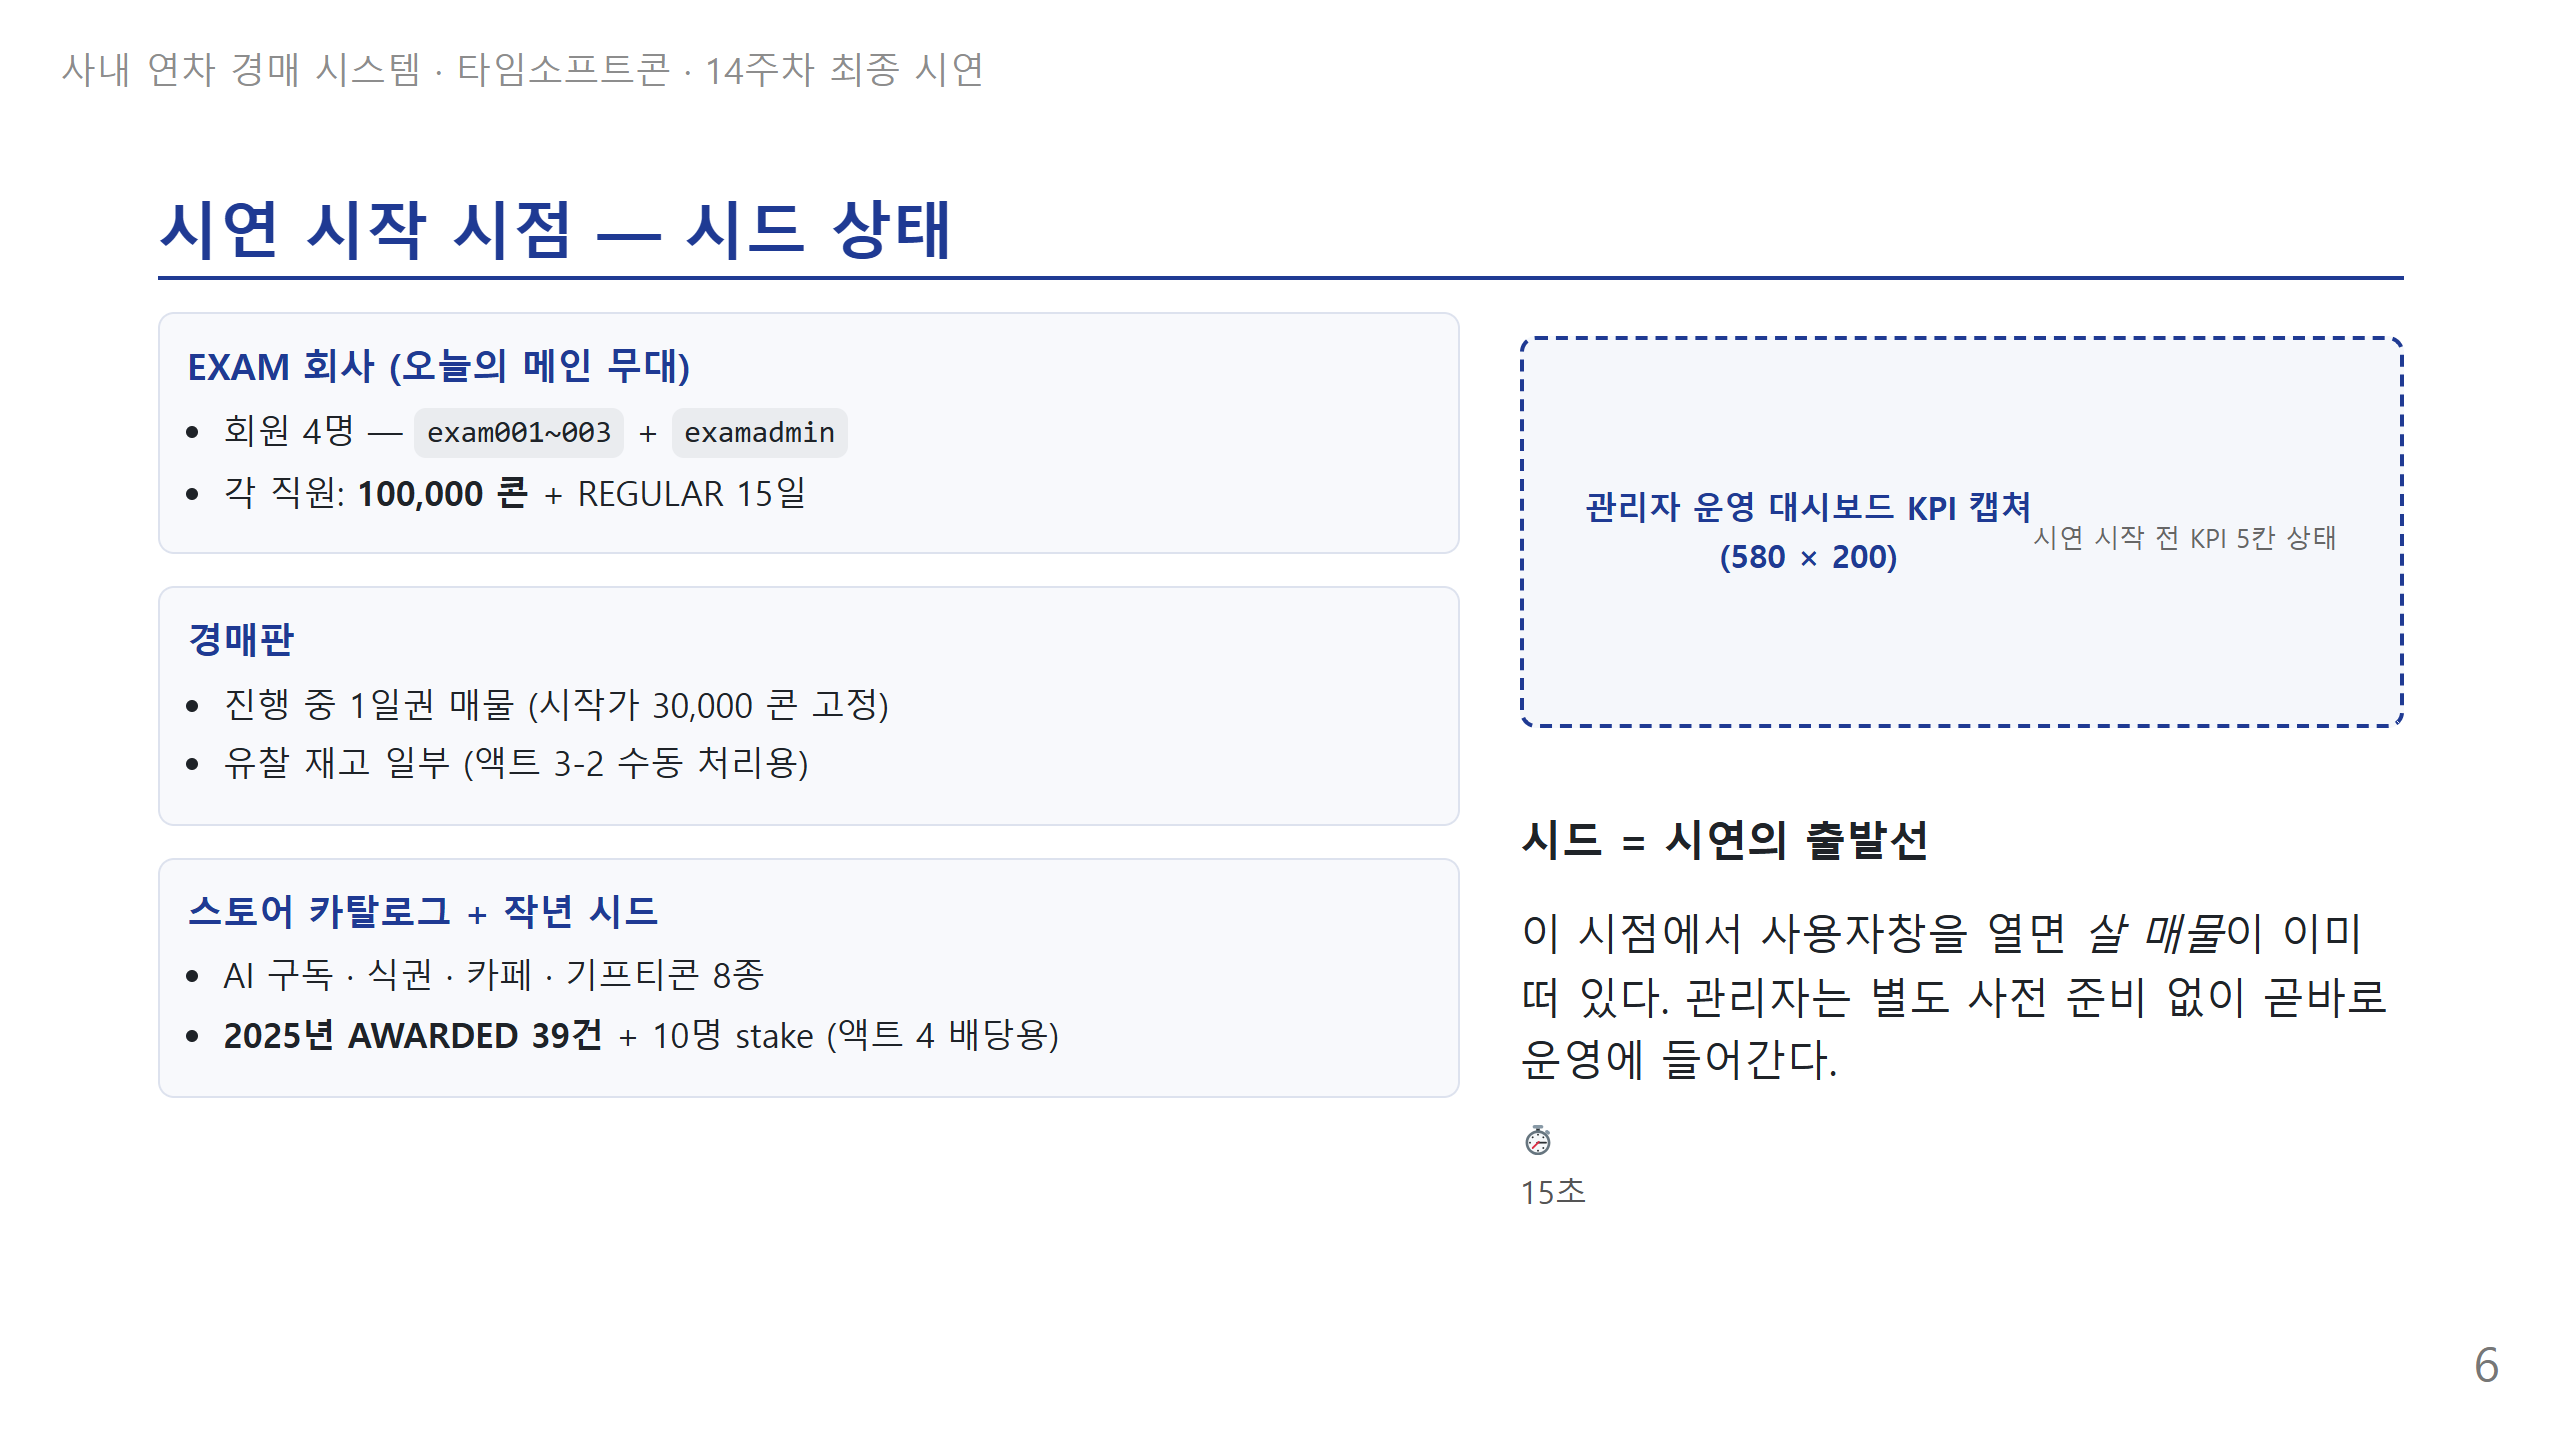 사내 연차 경매 시스템 · 타임소프트콘 · 14주차 최종 시연
시연 시작 시점 — 시드 상태
EXAM 회사 (오늘의 메인 무대)
• 회원 4명 — exam001~003 + examadmin
• 각 직원: 100,000 콘 + REGULAR 15일
경매판
• 진행 중 1일권 매물 (시작가 30,000 콘 고정)
• 유찰 재고 일부 (액트 3-2 수동 처리용)
스토어 카탈로그 + 작년 시드
• AI 구독 · 식권 · 카페 · 기프티콘 8종
• 2025년 AWARDED 39건 + 10명 stake (액트 4 배당용)
관리자 운영 대시보드 KPI 캡쳐
(580 × 200)
시연 시작 전 KPI 5칸 상태
시드 = 시연의 출발선
이 시점에서 사용자창을 열면 살 매물이 이미
떠 있다. 관리자는 별도 사전 준비 없이 곧바로
운영에 들어간다.
⏱
15초
6